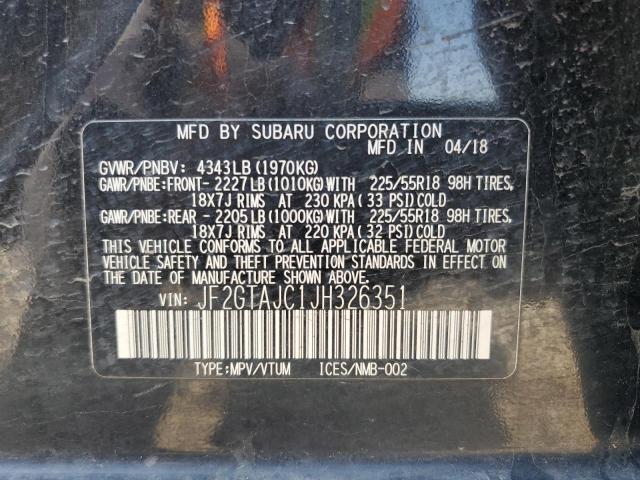 MFD BY SUBARU CORPORATION
MFD IN 04/18
GVWR/PNBV: 4343LB(1970KG)
GAWR/PNBE:FRONT-2227LB(1010KG)WITH 225/55R18 98H TIRES,
18X7J RIMS AT 230 KPA(33 PSI)COLD
GAWR/PNBE:REAR -2205LB(1000KG)WITH 225/55R18 98H TIRES,
18X7J RIMS AT 220 KPA(32 PSI)COLD
THIS VEHICLE CONFORMS TO ALL APPLICABLE FEDERAL MOTOR
VEHICLE SAFETY AND THEFT PREVENTION STANDARDS IN EFFECT ON
THE DATE OF MANUFACTURE SHOWN ABOVE.
VIN: JF2GTAJC1JH326351
TYPE:MPV/VTUM ICES/NMB-002